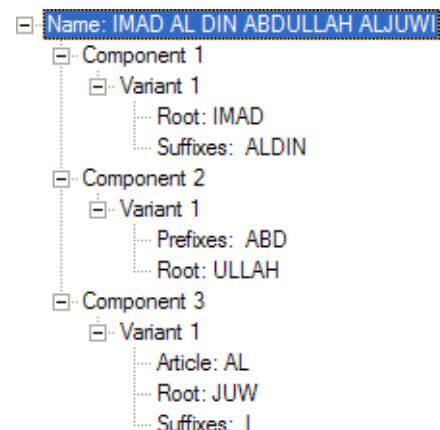 Name: IMAD AL DIN ABDULLAH ALJUWI
Component 1
Variant 1
Root: IMAD
Suffixes: ALDIN
Component 2
Variant 1
Prefixes: ABD
Root: ULLAH
Component 3
Variant 1
Article: AL
Root: JUW
Suffixes: I